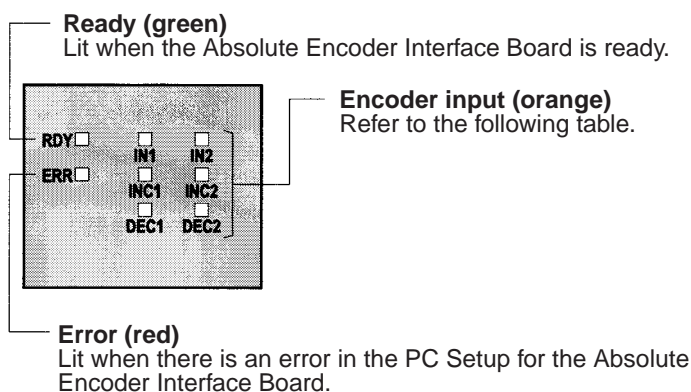 Ready (green)
Lit when the Absolute Encoder Interface Board is ready.
Encoder input (orange)
Refer to the following table.
RDY
IN1
IN2
ERR
INC1
INC2
DEC1
DEC2
Error (red)
Lit when there is an error in the PC Setup for the Absolute
Encoder Interface Board.